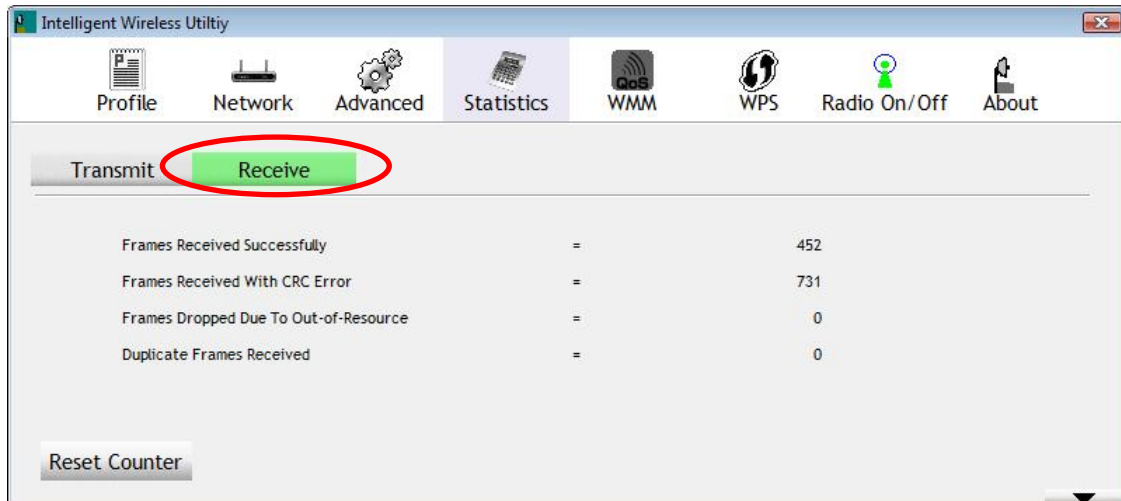 Intelligent Wireless Utiltiy
Profile Network Advanced Statistics WMM WPS Radio On/Off About
QoS
Transmit Receive
Frames Received Successfully = 452
Frames Received With CRC Error = 731
Frames Dropped Due To Out-of-Resource = 0
Duplicate Frames Received = 0
Reset Counter